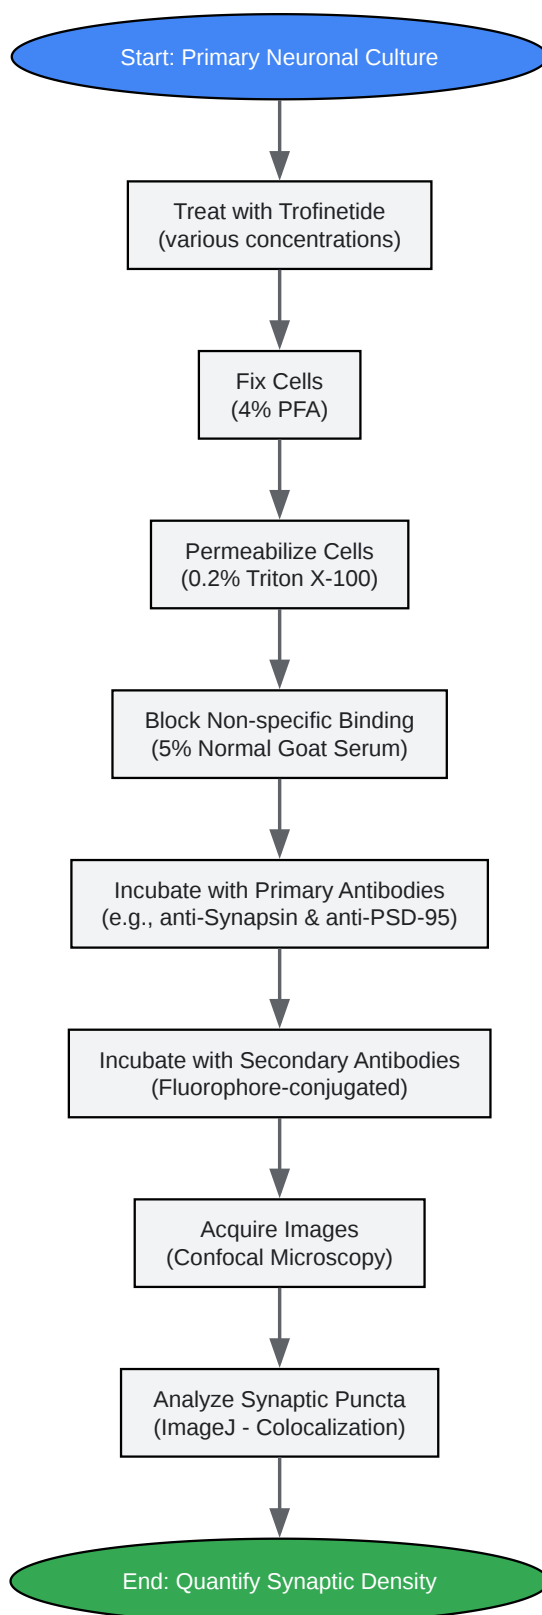 Start: Primary Neuronal Culture
Treat with Trofinetide
(various concentrations)
Fix Cells
(4% PFA)
Permeabilize Cells
(0.2% Triton X-100)
Block Non-specific Binding
(5% Normal Goat Serum)
Incubate with Primary Antibodies
(e.g., anti-Synapsin & anti-PSD-95)
Incubate with Secondary Antibodies
(Fluorophore-conjugated)
Acquire Images
(Confocal Microscopy)
Analyze Synaptic Puncta
(ImageJ - Colocalization)
End: Quantify Synaptic Density